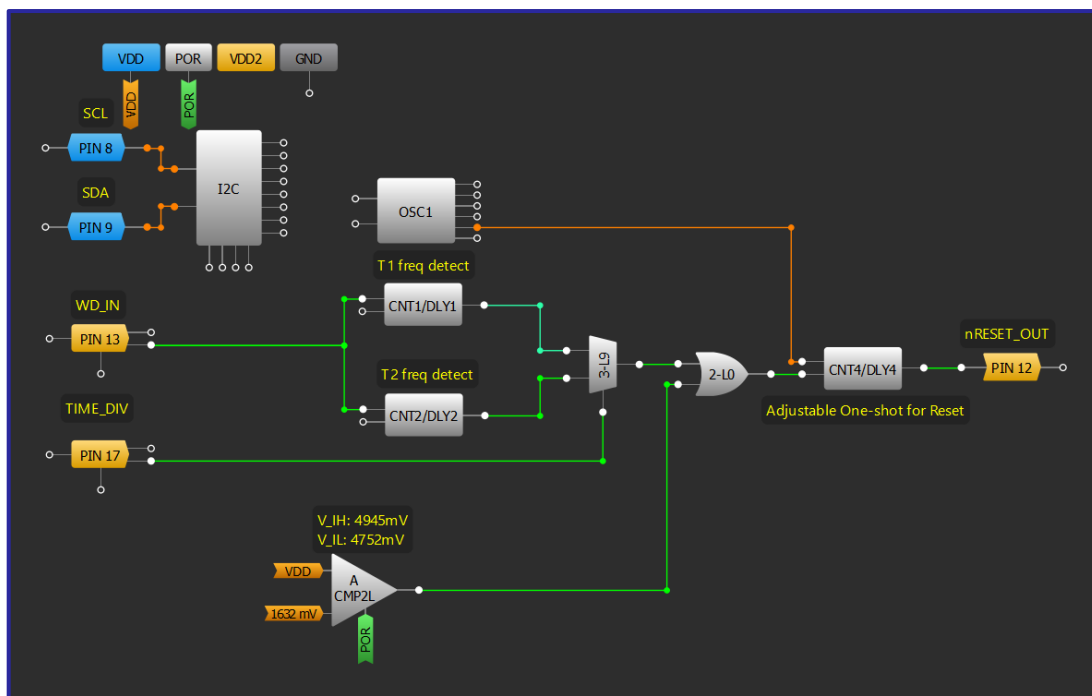 VDD
POR
VDD2
GND
VDD
POR
SCL
PIN 8
I2C
SDA
PIN 9
OSC1
T1 freq detect
CNT1/DLY1
WD_IN
PIN 13
T2 freq detect
CNT2/DLY2
3-L9
2-L0
CNT4/DLY4
nRESET_OUT
PIN 12
Adjustable One-shot for Reset
TIME_DIV
PIN 17
V_IH: 4945mV
V_IL: 4752mV
VDD
A
CMP2L
1632 mV
POR